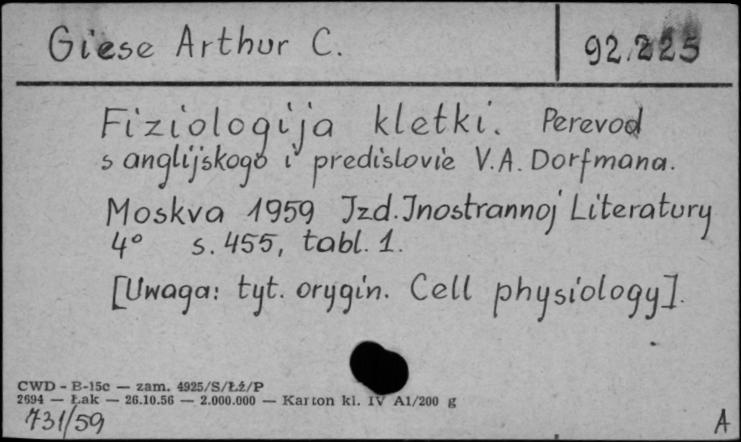 Giese Arthur C.
92.225
Fiziologija kletki. Perevod
s anglijskogo i predislovie V.A. Dorfmana.
Moskva 1959 Izd. Inostrannoj Literatury
4° s. 455, tabl. 1.
[Uwaga: tyt. orygin. Cell physiology].
CWD - B-15c — zam. 4925/S/Łź/P
2694 — Łak — 26.10.56 — 2.000.000 — Karton kl. IV A1/200 g
731/59
A